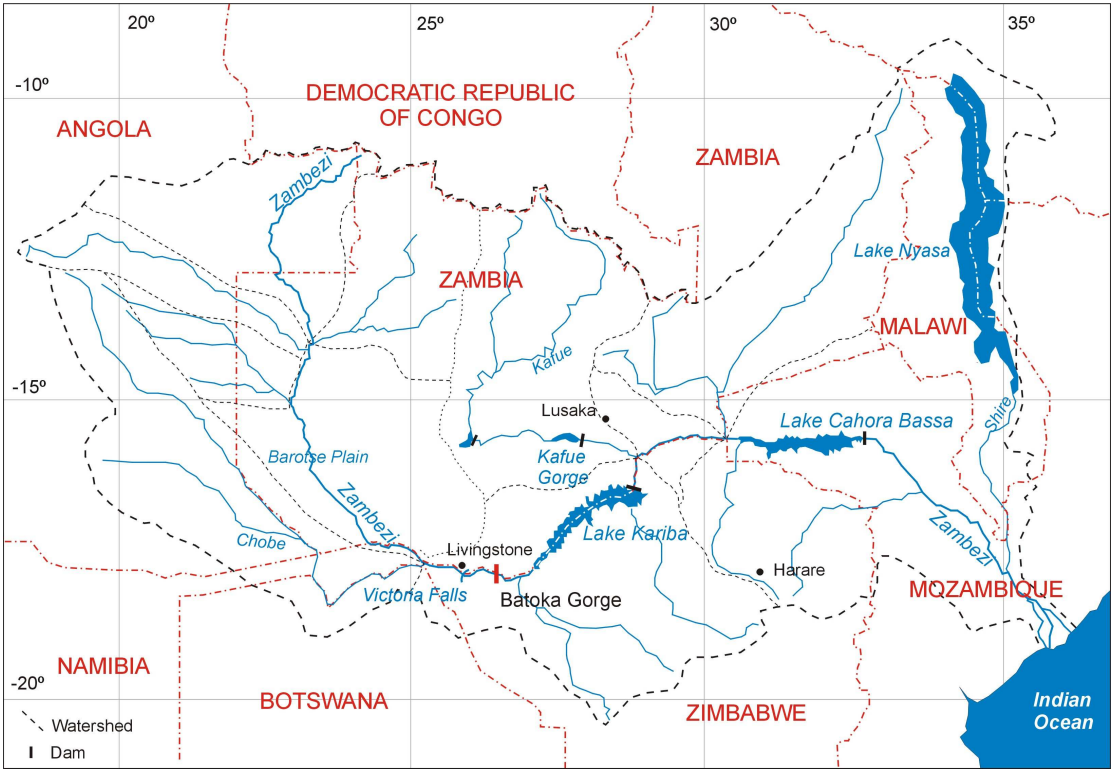 20º
25º
30º
35º
-10º
DEMOCRATIC REPUBLIC
OF CONGO
ANGOLA
ZAMBIA
Zambezi
Lake Nyasa
ZAMBIA
MALAWI
Kafue
-15º
Lusaka
Lake Cahora Bassa
Shire
Barotse Plain
Kafue
Gorge
Zambezi
Zambezi
Lake Kariba
Chobe
Livingstone
Harare
Victoria Falls
Batoka Gorge
MOZAMBIQUE
NAMIBIA
-20º
BOTSWANA
ZIMBABWE
Indian
Ocean
Watershed
Dam